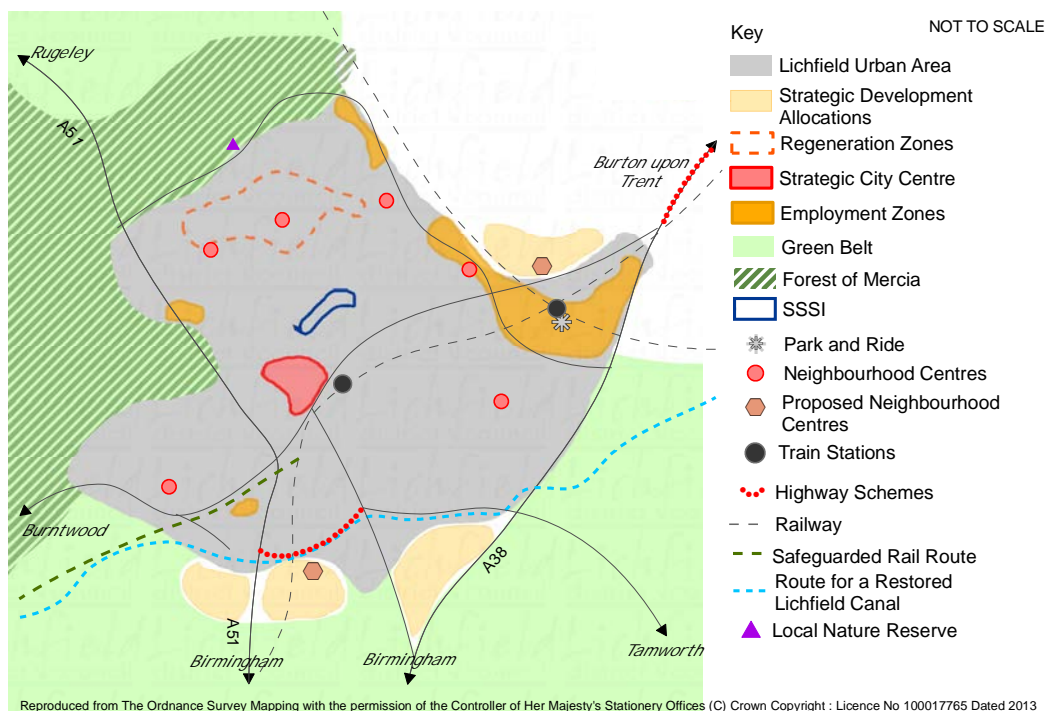 NOT TO SCALE
Key
Lichfield Urban Area
Strategic Development
Allocations
Regeneration Zones
Strategic City Centre
Employment Zones
Green Belt
Forest of Mercia
SSSI
Park and Ride
Neighbourhood Centres
Proposed Neighbourhood
Centres
Train Stations
Highway Schemes
Railway
Safeguarded Rail Route
Route for a Restored
Lichfield Canal
Local Nature Reserve
Rugeley
A51
Burton upon
Trent
Burntwood
A38
A51
Birmingham
Birmingham
Tamworth
Reproduced from The Ordnance Survey Mapping with the permission of the Controller of Her Majesty's Stationery Offices (C) Crown Copyright : Licence No 100017765 Dated 2013